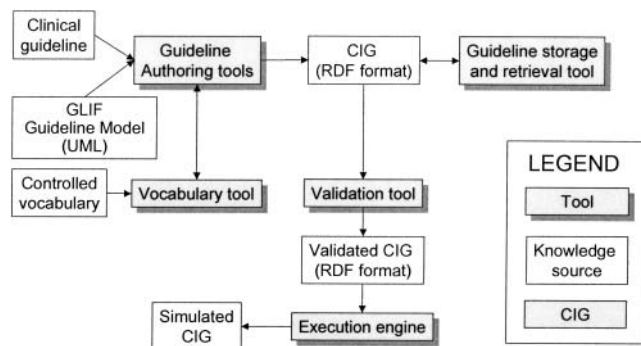 Clinical
guideline
Guideline
Authoring tools
CIG
(RDF format)
Guideline storage
and retrieval tool
GLIF
Guideline Model
(UML)
Controlled
vocabulary
Vocabulary tool
Validation tool
Validated CIG
(RDF format)
Simulated
CIG
Execution engine
LEGEND
Tool
Knowledge
source
CIG